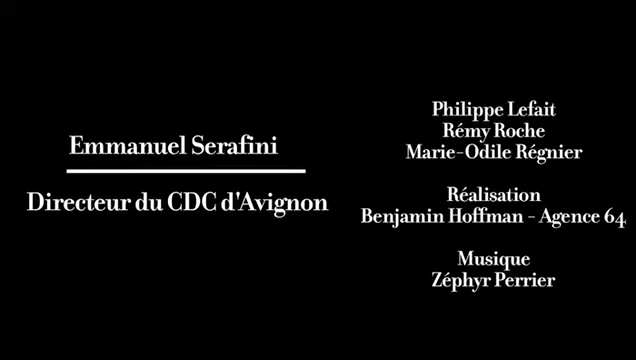 Emmanuel Serafini
Directeur du CDC d'Avignon
Philippe Lefait
Rémy Roche
Marie-Odile Régnier
Réalisation
Benjamin Hoffman - Agence 64
Musique
Zéphyr Perrier